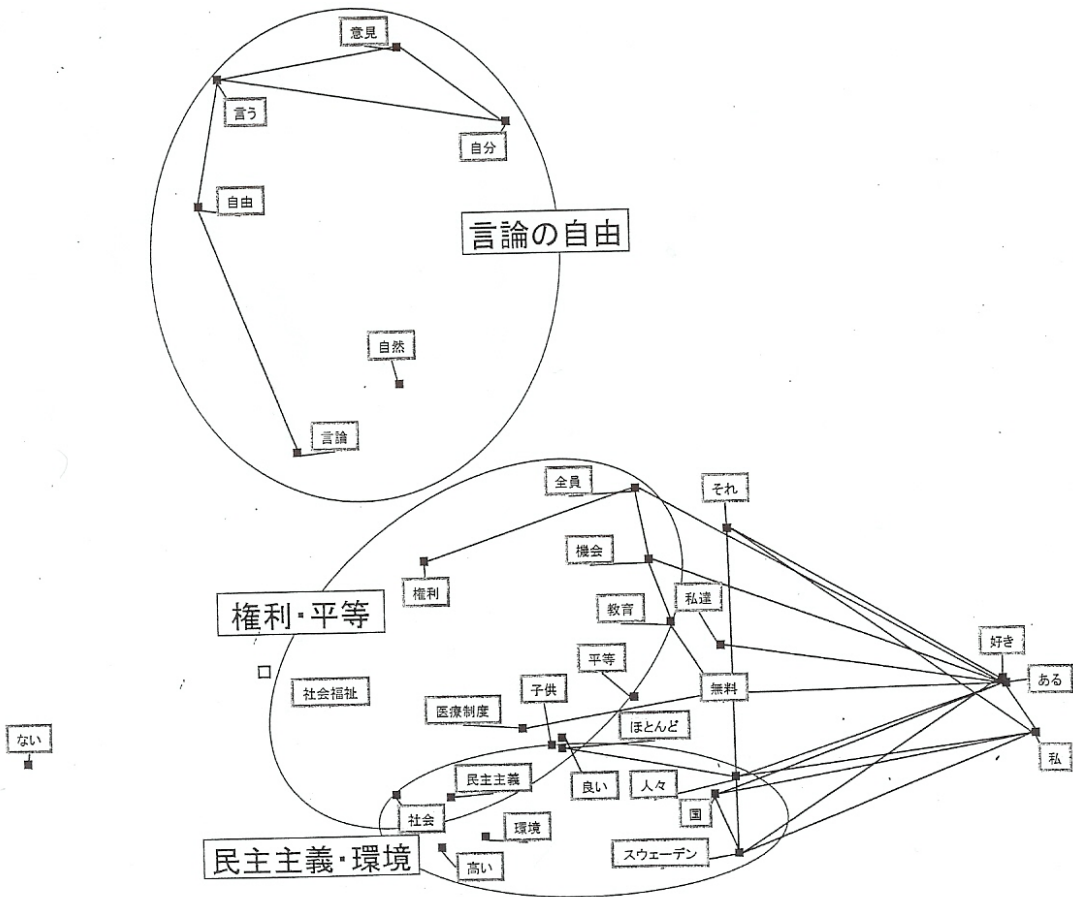 意見
言う
自分
自由
言論の自由
自然
言論
全員
それ
機会
権利
教育
私達
権利・平等
好き
平等
ある
社会福祉
子供
無料
医療制度
ほとんど
ない
私
民主主義
良い
人々
国
社会
環境
民主主義・環境
高い
スウェーデン